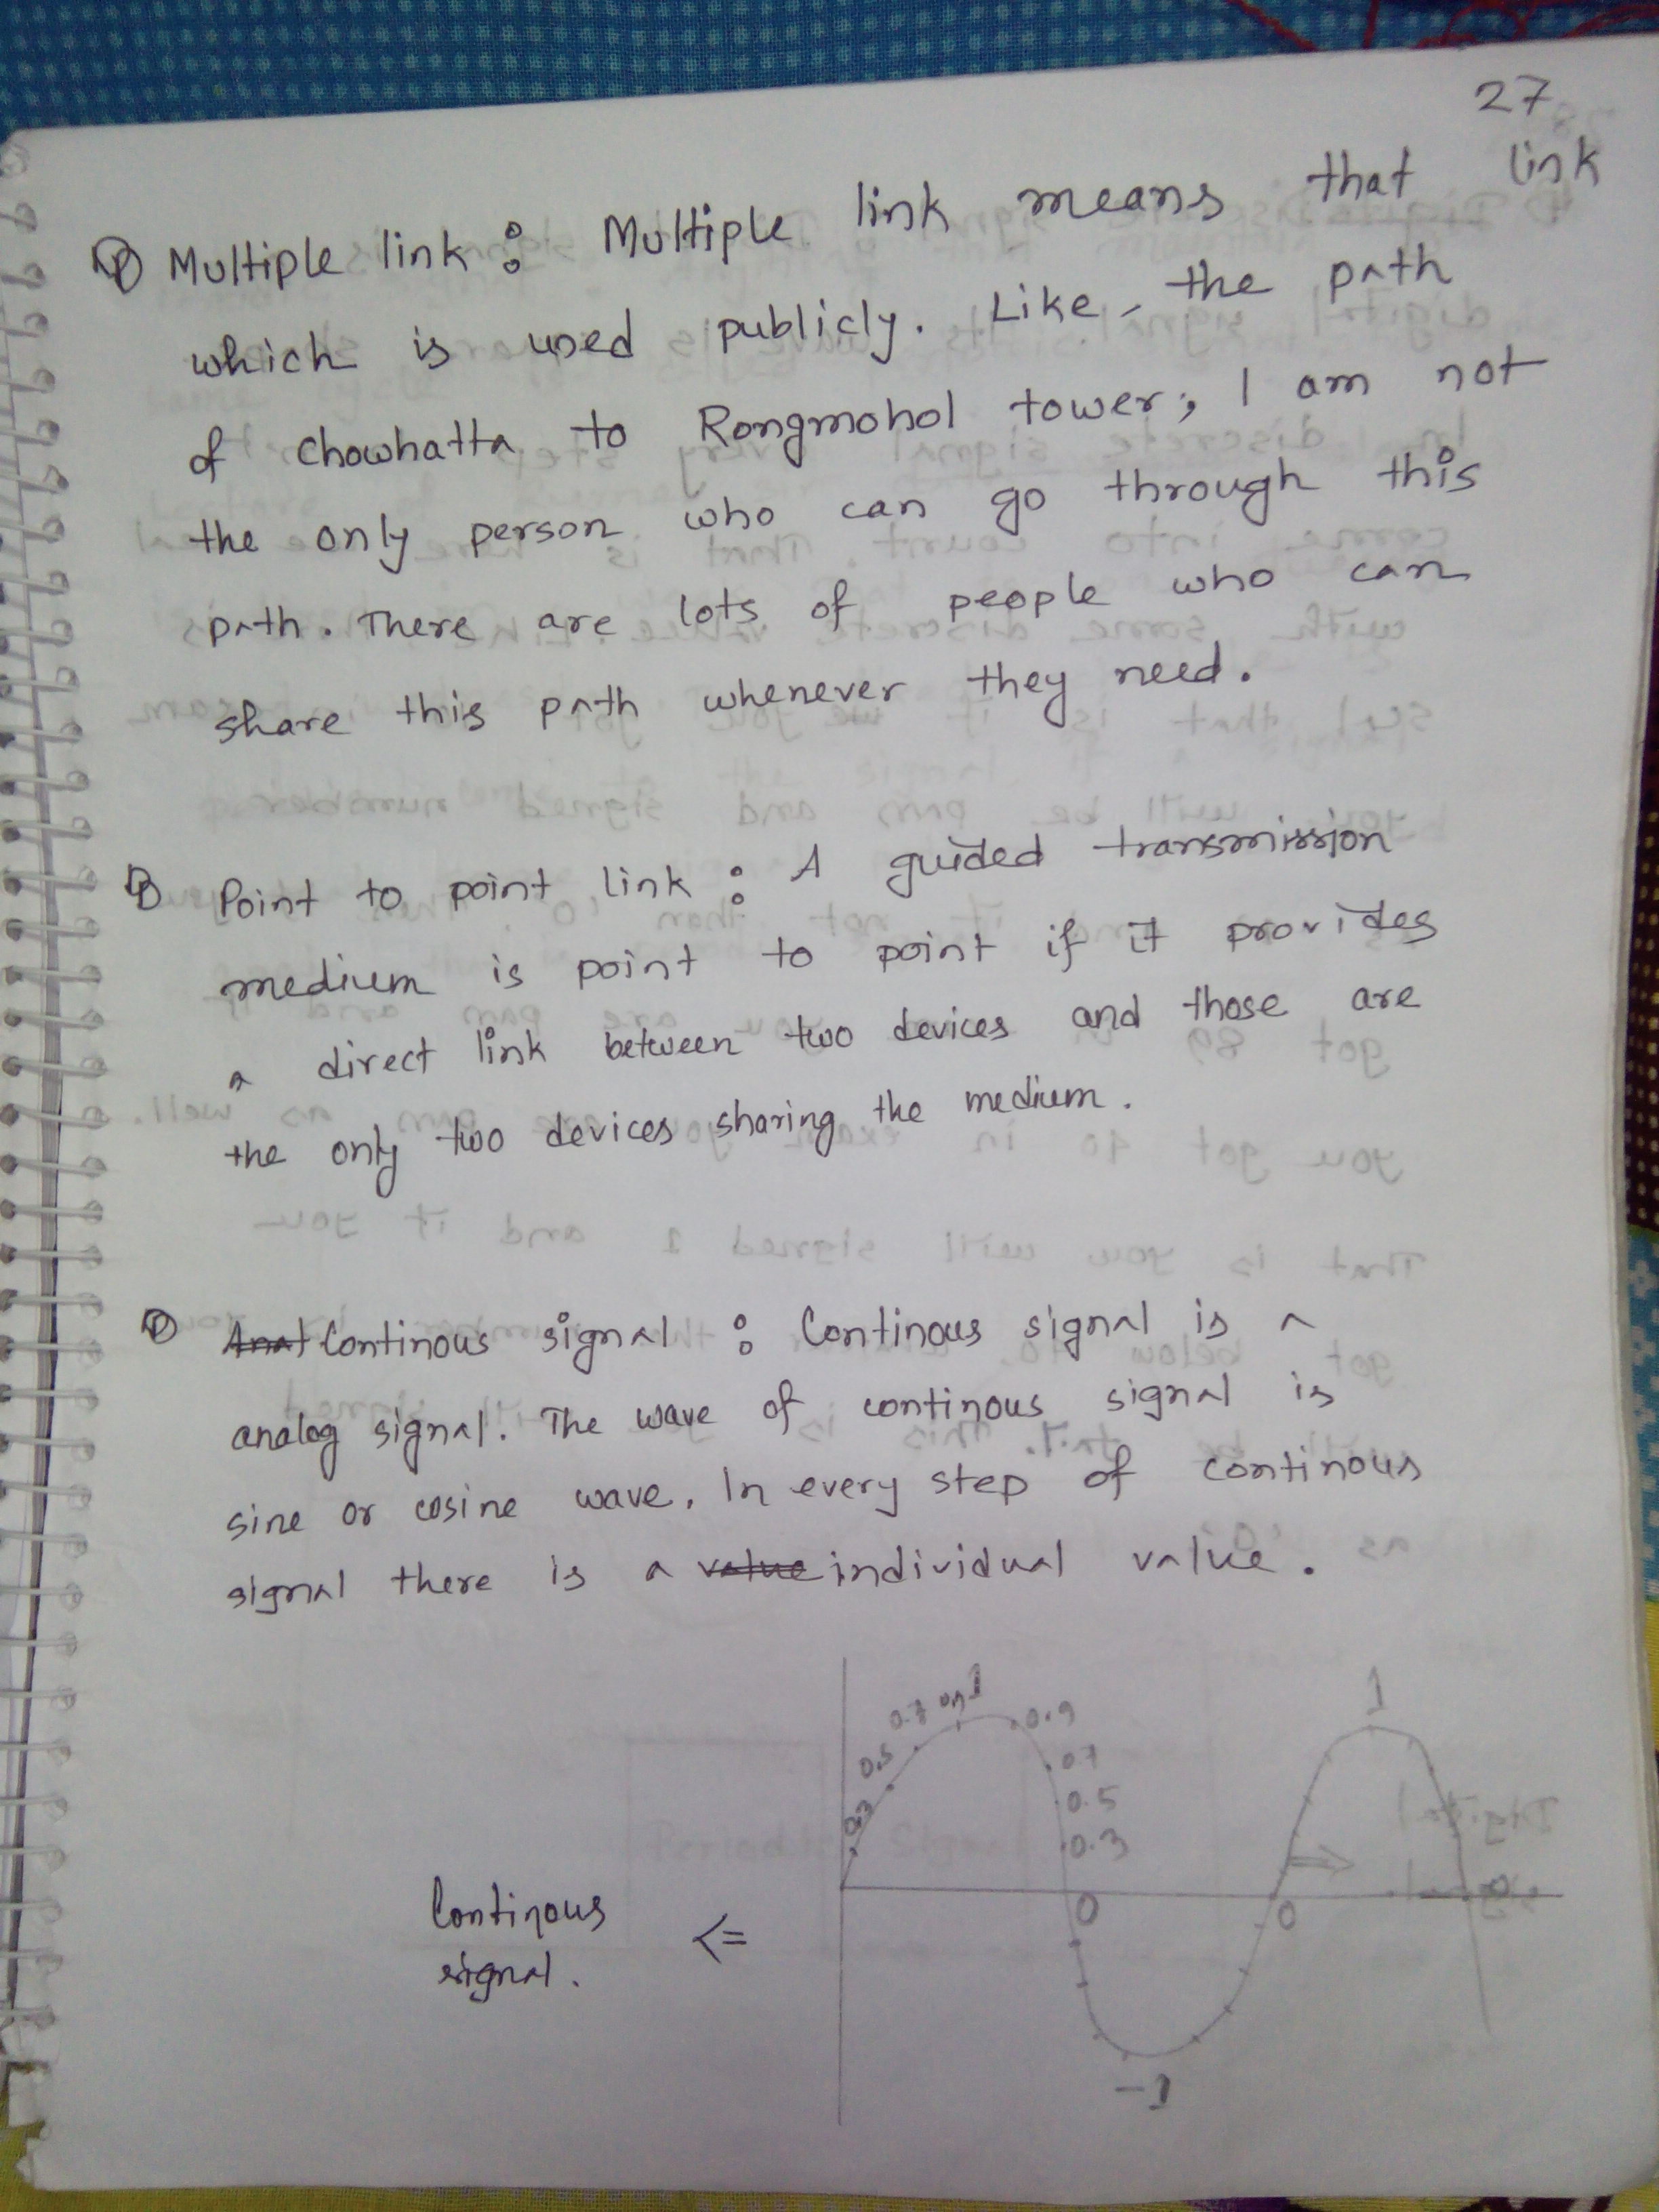 27
Multiple link : Multiple link means that link
which is used publicly. Like, the path
of Chowhatta to Rongmohol tower, I am not
the only person who can go through this
path. There are lots of people who can
share this path whenever they need.
Point to point link : A guided transmission
medium is point to point if it provides
a direct link between two devices and those are
the only two devices sharing the medium.
Continous signal : Continous signal is a
analog signal. The wave of continous signal is
sine or cosine wave. In every step of continous
signal there is a value individual value.
0.3 0.5 0.7 0.9 1 0.9 0.7 0.5 0.3 0 -1 0 1
Continous <=
signal.